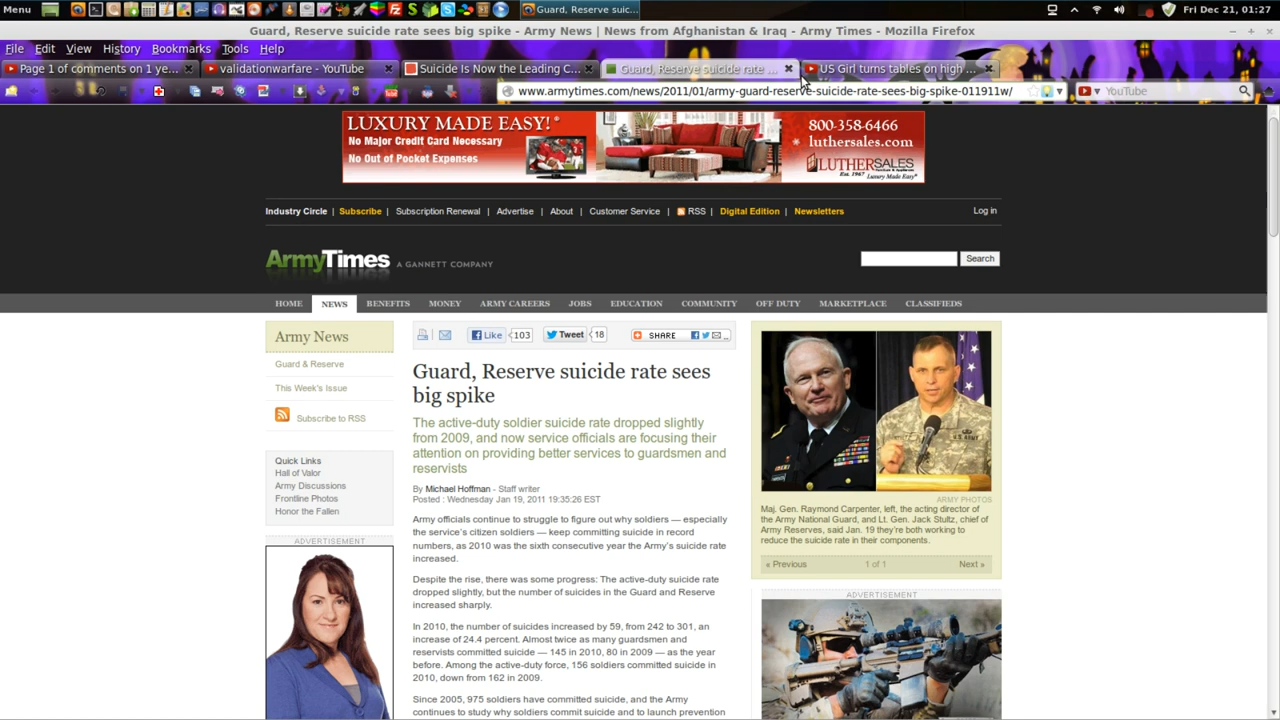 Menu
Guard, Reserve suic...
Fri Dec 21, 01:27
Guard, Reserve suicide rate sees big spike - Army News | News from Afghanistan & Iraq - Army Times - Mozilla Firefox
File Edit View History Bookmarks Tools Help
Page 1 of comments on 1 ye...
validationwarfare - YouTube
Suicide Is Now the Leading C...
Guard, Reserve suicide rate ...
US Girl turns tables on high ...
www.armytimes.com/news/2011/01/army-guard-reserve-suicide-rate-sees-big-spike-011911w/
YouTube
LUXURY MADE EASY!®
No Major Credit Card Necessary
No Out of Pocket Expenses
800-358-6466
luthersales.com
LUTHERSALES
Est. 1967
Luxury Made Easy
Industry Circle | Subscribe | Subscription Renewal | Advertise | About | Customer Service | RSS | Digital Edition | Newsletters
Log in
ArmyTimes A GANNETT COMPANY
Search
HOME NEWS BENEFITS MONEY ARMY CAREERS JOBS EDUCATION COMMUNITY OFF DUTY MARKETPLACE CLASSIFIEDS
Army News
Guard & Reserve
This Week's Issue
Subscribe to RSS
Quick Links
Hall of Valor
Army Discussions
Frontline Photos
Honor the Fallen
ADVERTISEMENT
Like 103 Tweet 18 SHARE
Guard, Reserve suicide rate sees
big spike
The active-duty soldier suicide rate dropped slightly
from 2009, and now service officials are focusing their
attention on providing better services to guardsmen and
reservists
By Michael Hoffman - Staff writer
Posted : Wednesday Jan 19, 2011 19:35:26 EST
Army officials continue to struggle to figure out why soldiers — especially
the service's citizen soldiers — keep committing suicide in record
numbers, as 2010 was the sixth consecutive year the Army's suicide rate
increased.
Despite the rise, there was some progress: The active-duty suicide rate
dropped slightly, but the number of suicides in the Guard and Reserve
increased sharply.
In 2010, the number of suicides increased by 59, from 242 to 301, an
increase of 24.4 percent. Almost twice as many guardsmen and
reservists committed suicide — 145 in 2010, 80 in 2009 — as the year
before. Among the active-duty force, 156 soldiers committed suicide in
2010, down from 162 in 2009.
Since 2005, 975 soldiers have committed suicide, and the Army
continues to study why soldiers commit suicide and to launch prevention
U.S. ARMY
ARMY PHOTOS
Maj. Gen. Raymond Carpenter, left, the acting director of
the Army National Guard, and Lt. Gen. Jack Stultz, chief of
Army Reserves, said Jan. 19 they're both working to
reduce the suicide rate in their components.
« Previous 1 of 1 Next »
ADVERTISEMENT